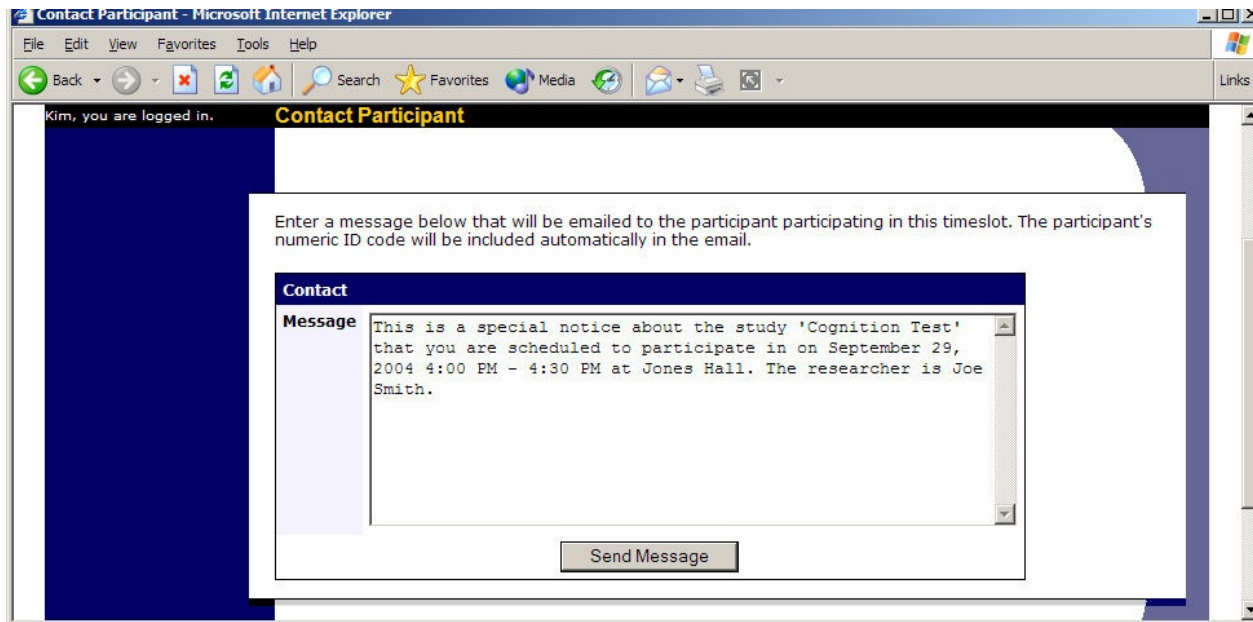 Contact Participant - Microsoft Internet Explorer
File Edit View Favorites Tools Help
Back Search Favorites Media Links
Kim, you are logged in. Contact Participant
Enter a message below that will be emailed to the participant participating in this timeslot. The participant's
numeric ID code will be included automatically in the email.
Contact
Message
This is a special notice about the study 'Cognition Test'
that you are scheduled to participate in on September 29,
2004 4:00 PM - 4:30 PM at Jones Hall. The researcher is Joe
Smith.
Send Message